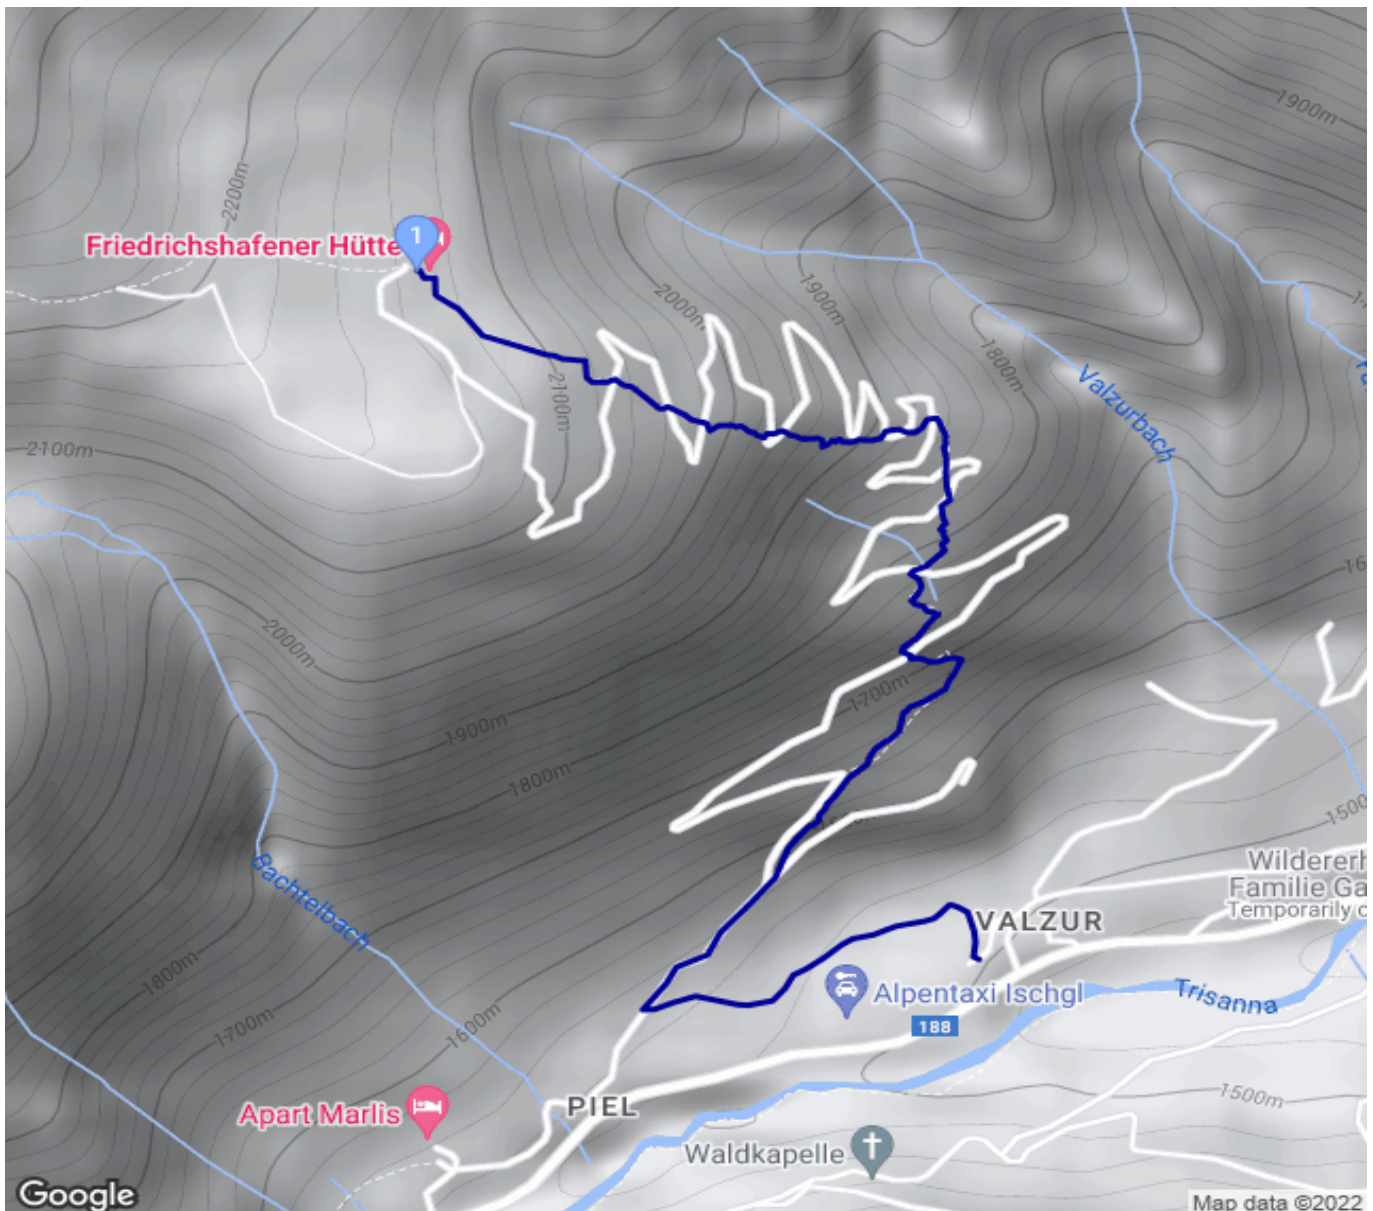 1900m
2200m
Friedrichshafener Hütte
1
2000m
1900m
1800m
Valzurbach
2100m
2100m
2000m
1700m
1900m
1800m
1500
Bachtelbach
Wildererh
Familie Ga
Temporarily c
VALZUR
1800m
Alpentaxi Ischgl
Trisanna
188
1700m
1600m
1500m
PIEL
Apart Marlis
Waldkapelle
Google
Map data ©2022